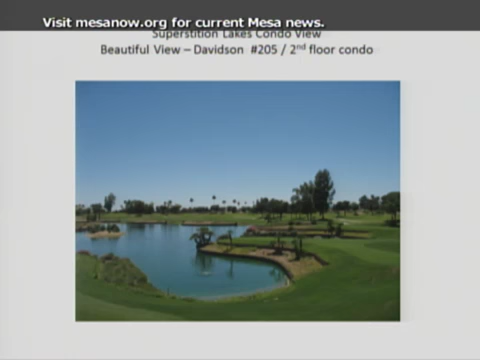 Visit mesanow.org for current Mesa news.
Superstition Lakes Condo View
Beautiful View – Davidson #205 / 2nd floor condo